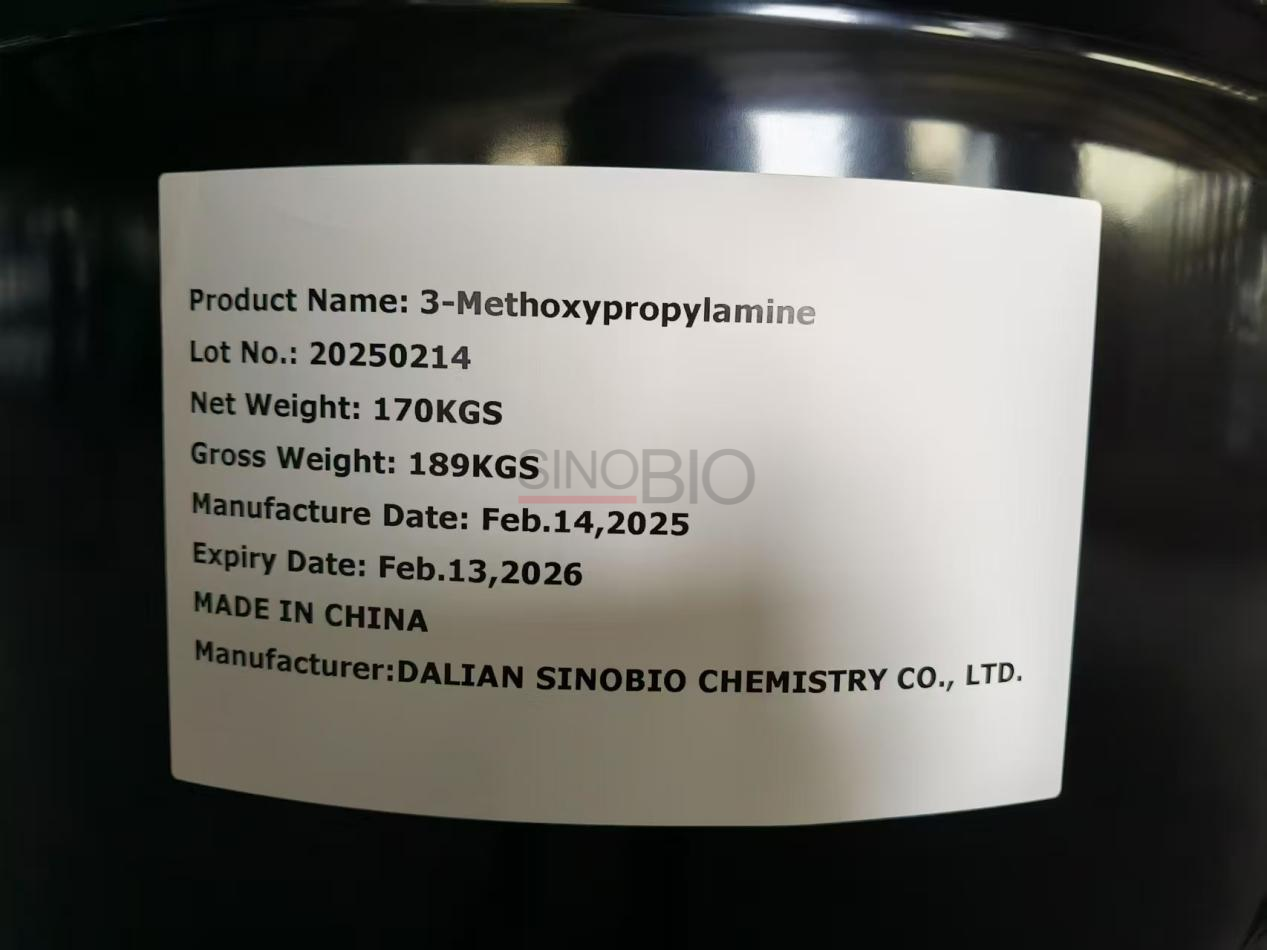 Product Name: 3-Methoxypropylamine
Lot No.: 20250214
Net Weight: 170KGS
Gross Weight: 189KGS
SINOBIO
Manufacture Date: Feb.14,2025
Expiry Date: Feb.13,2026
MADE IN CHINA
Manufacturer:DALIAN SINOBIO CHEMISTRY CO., LTD.